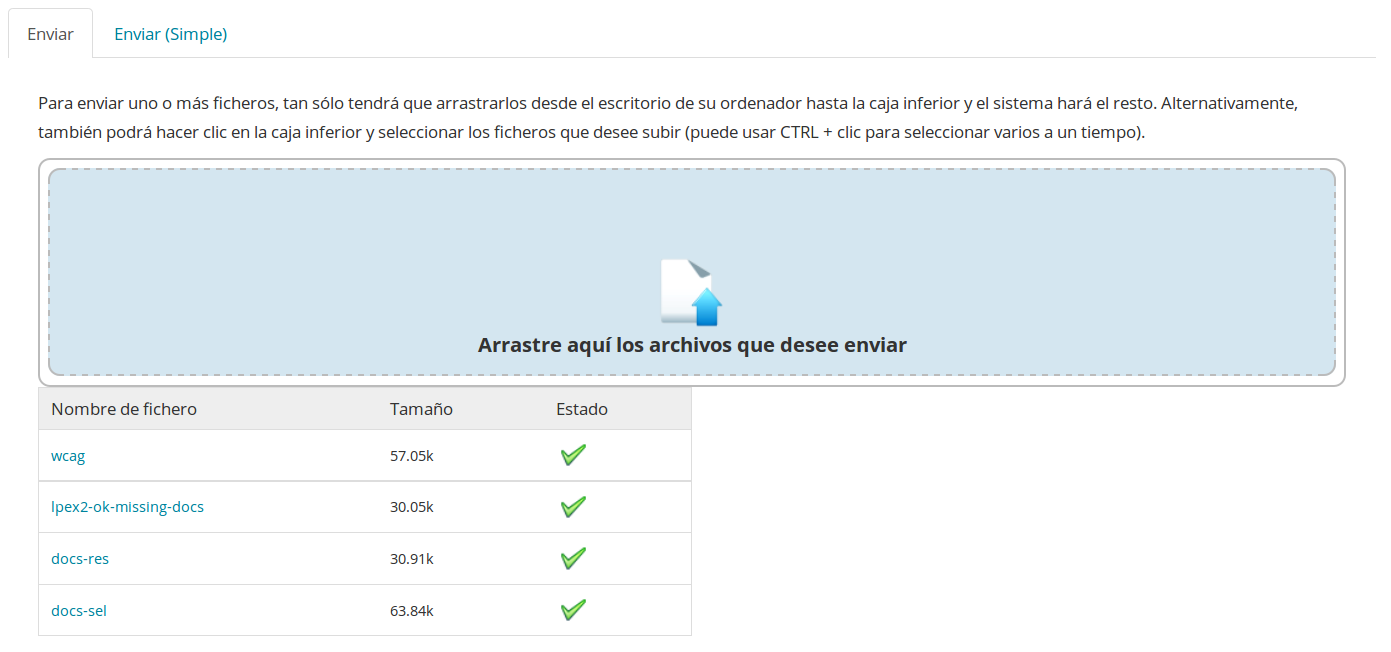 Enviar
Enviar (Simple)
Para enviar uno o más ficheros, tan sólo tendrá que arrastrarlos desde el escritorio de su ordenador hasta la caja inferior y el sistema hará el resto. Alternativamente,
también podrá hacer clic en la caja inferior y seleccionar los ficheros que desee subir (puede usar CTRL + clic para seleccionar varios a un tiempo).
Arrastre aquí los archivos que desee enviar
Nombre de fichero Tamaño Estado
wcag 57.05k
lpex2-ok-missing-docs 30.05k
docs-res 30.91k
docs-sel 63.84k